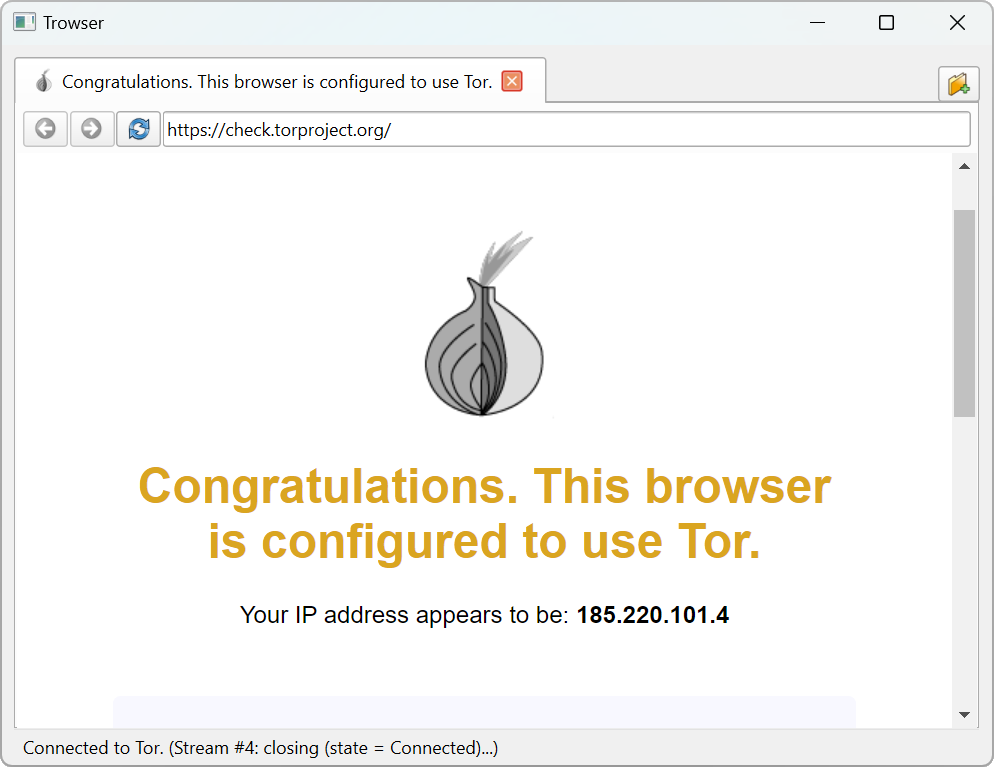 Trowser
Congratulations. This browser is configured to use Tor.
https://check.torproject.org/
Congratulations. This browser
is configured to use Tor.
Your IP address appears to be: 185.220.101.4
Connected to Tor. (Stream #4: closing (state = Connected)...)